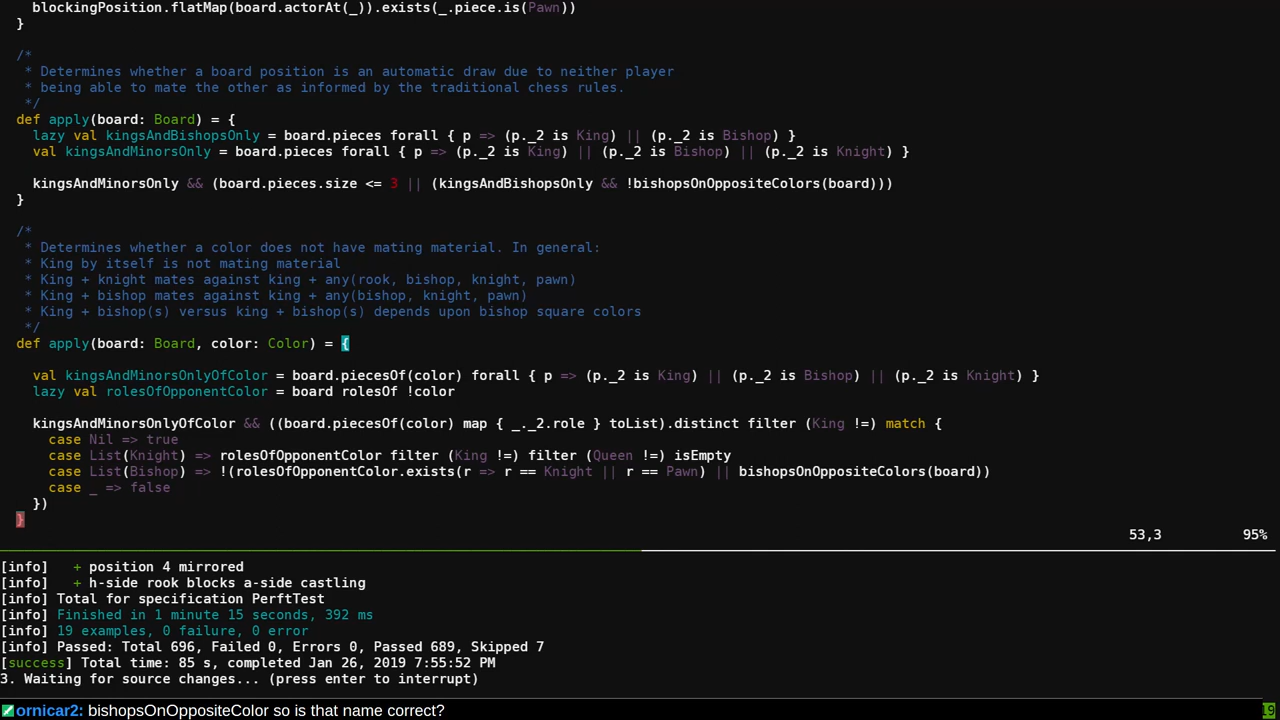 blockingPosition.flatMap(board.actorAt(_)).exists(_.piece.is(Pawn))
}
/*
* Determines whether a board position is an automatic draw due to neither player
* being able to mate the other as informed by the traditional chess rules.
*/
def apply(board: Board) = {
lazy val kingsAndBishopsOnly = board.pieces forall { p => (p._2 is King) || (p._2 is Bishop) }
val kingsAndMinorsOnly = board.pieces forall { p => (p._2 is King) || (p._2 is Bishop) || (p._2 is Knight) }
kingsAndMinorsOnly && (board.pieces.size <= 3 || (kingsAndBishopsOnly && !bishopsOnOppositeColors(board)))
}
/*
* Determines whether a color does not have mating material. In general:
* King by itself is not mating material
* King + knight mates against king + any(rook, bishop, knight, pawn)
* King + bishop mates against king + any(bishop, knight, pawn)
* King + bishop(s) versus king + bishop(s) depends upon bishop square colors
*/
def apply(board: Board, color: Color) = {
val kingsAndMinorsOnlyOfColor = board.piecesOf(color) forall { p => (p._2 is King) || (p._2 is Bishop) || (p._2 is Knight) }
lazy val rolesOfOpponentColor = board rolesOf !color
kingsAndMinorsOnlyOfColor && ((board.piecesOf(color) map { _._2.role } toList).distinct filter (King !=) match {
case Nil => true
case List(Knight) => rolesOfOpponentColor filter (King !=) filter (Queen !=) isEmpty
case List(Bishop) => !(rolesOfOpponentColor.exists(r => r == Knight || r == Pawn) || bishopsOnOppositeColors(board))
case _ => false
})
}
53,3 95%
[info] + position 4 mirrored
[info] + h-side rook blocks a-side castling
[info] Total for specification PerftTest
[info] Finished in 1 minute 15 seconds, 392 ms
[info] 19 examples, 0 failure, 0 error
[info] Passed: Total 696, Failed 0, Errors 0, Passed 689, Skipped 7
[success] Total time: 85 s, completed Jan 26, 2019 7:55:52 PM
3. Waiting for source changes... (press enter to interrupt)
ornicar2: bishopsOnOppositeColor so is that name correct?
19